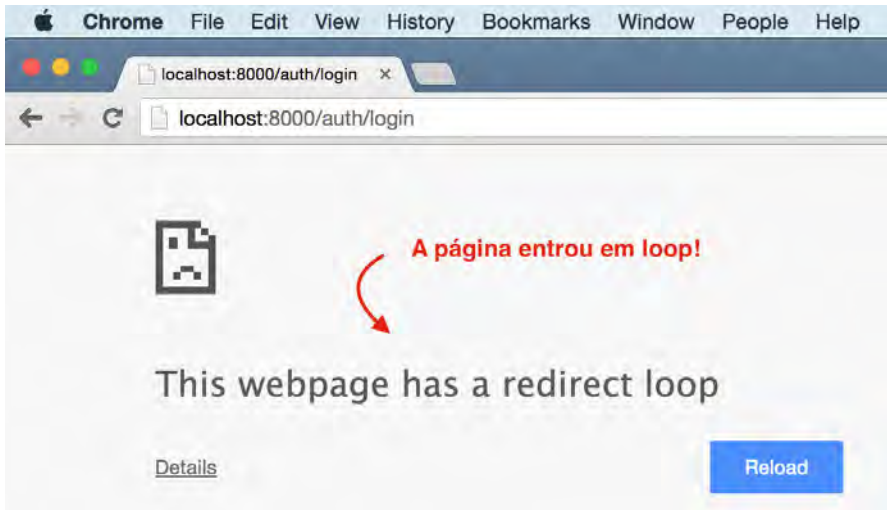 Chrome File Edit View History Bookmarks Window People Help
localhost:8000/auth/login ×
localhost:8000/auth/login
A página entrou em loop!
This webpage has a redirect loop
Details Reload